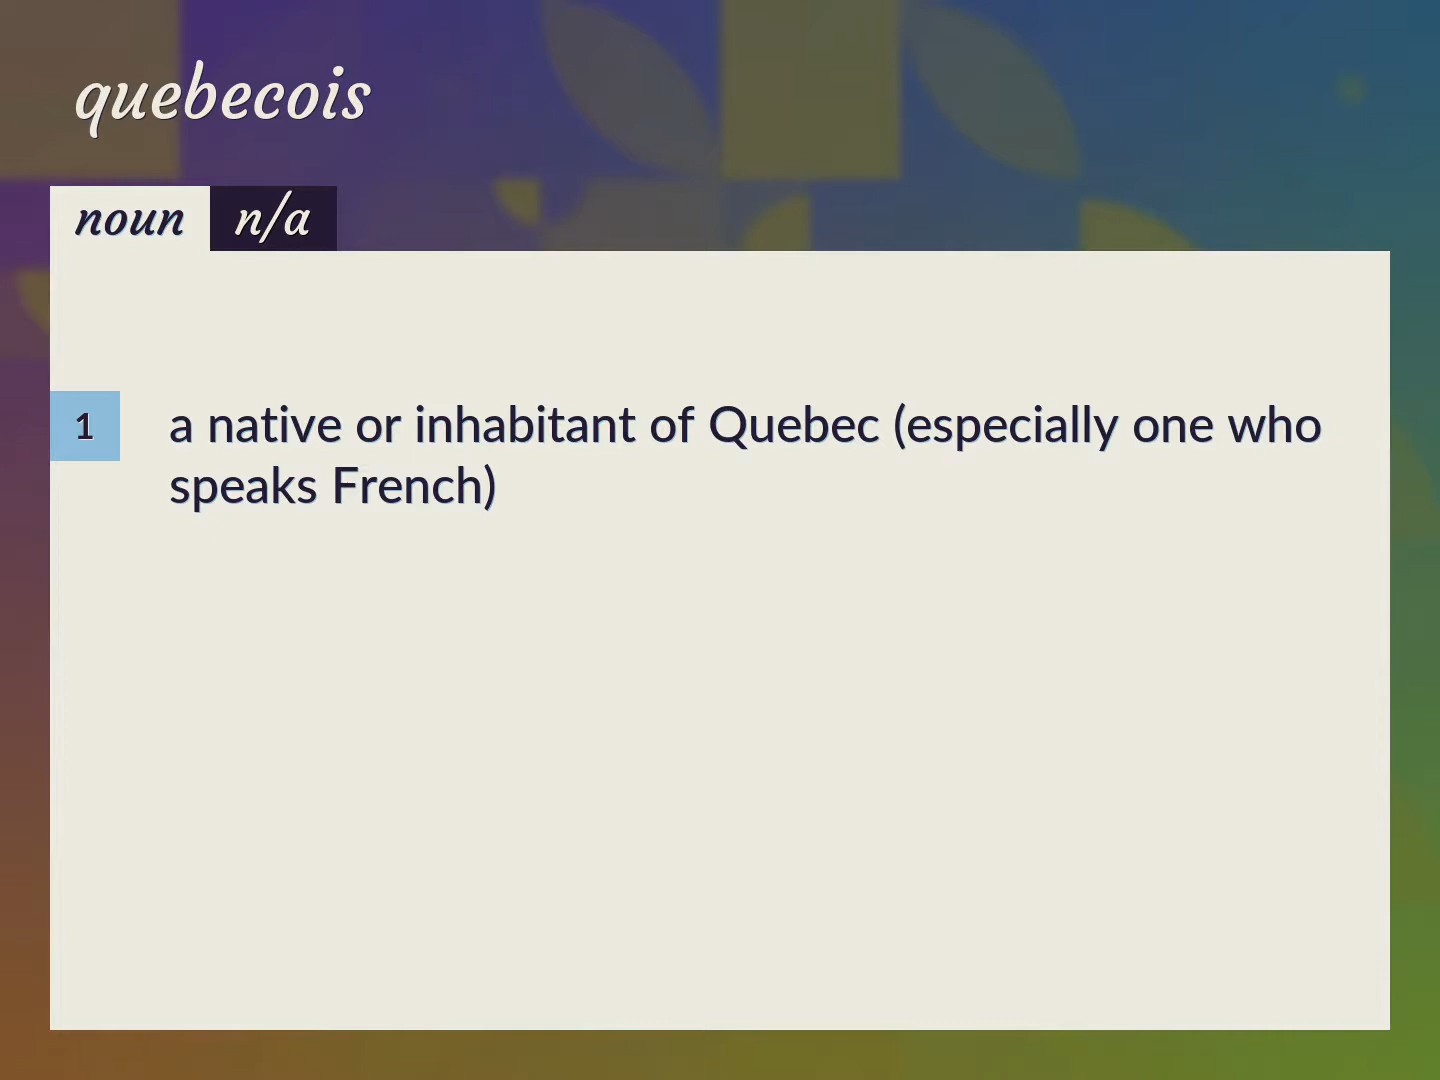 quebecois
noun n/a
1 a native or inhabitant of Quebec (especially one who
speaks French)